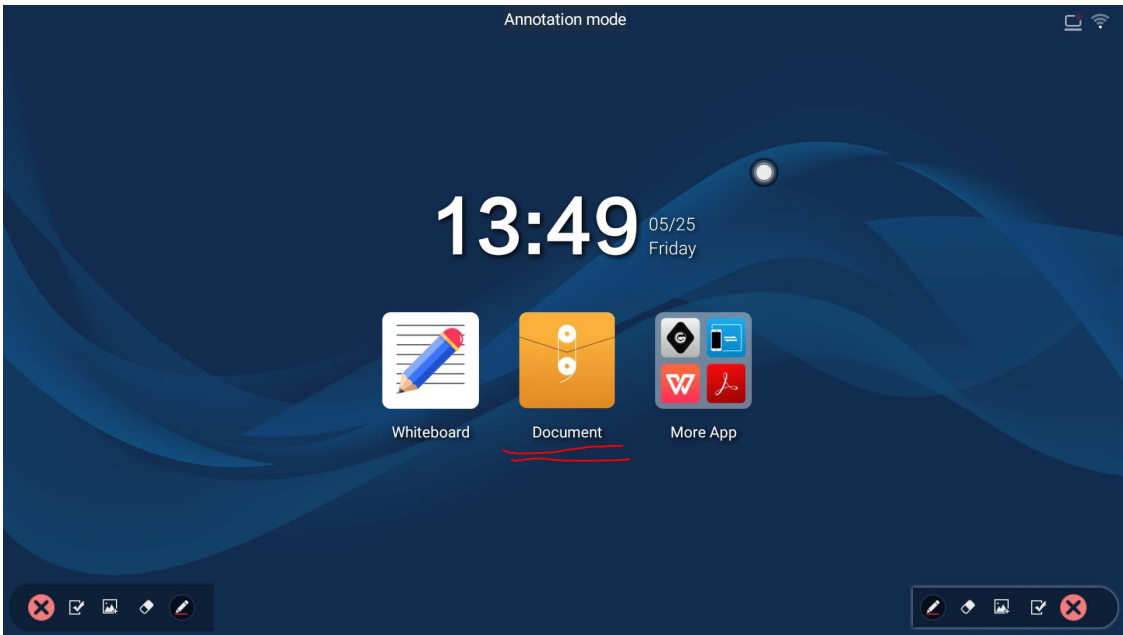 Annotation mode
13:49
05/25
Friday
Whiteboard
Document
More App